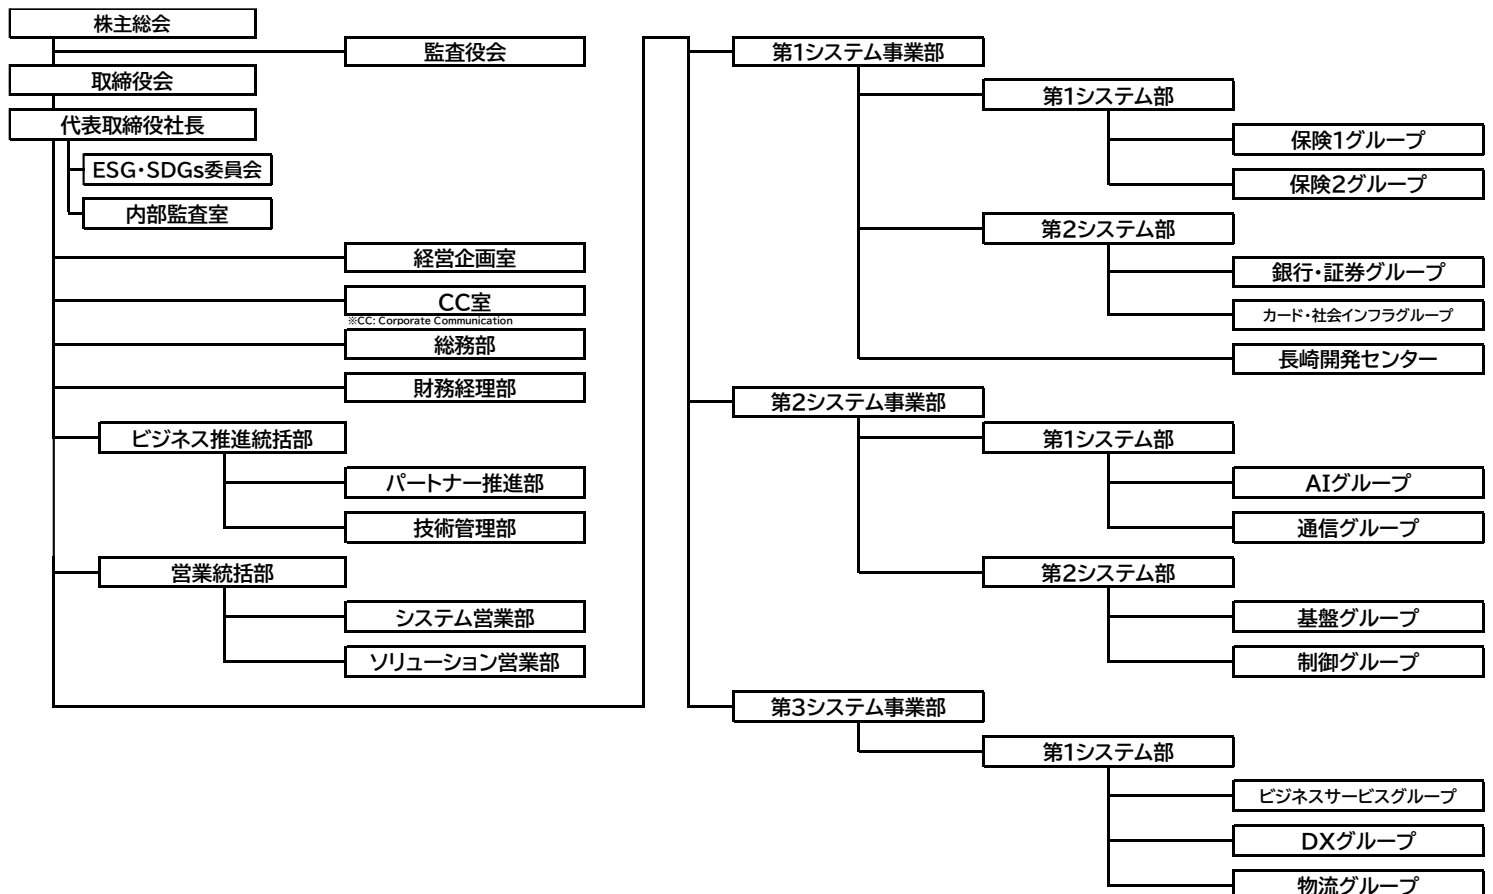 株主総会
監査役会
取締役会
代表取締役社長
ESG・SDGs委員会
内部監査室
経営企画室
CC室
※CC: Corporate Communication
総務部
財務経理部
ビジネス推進統括部
パートナー推進部
技術管理部
営業統括部
システム営業部
ソリューション営業部
第1システム事業部
第1システム部
保険1グループ
保険2グループ
第2システム部
銀行・証券グループ
カード・社会インフラグループ
長崎開発センター
第2システム事業部
第1システム部
AIグループ
通信グループ
第2システム部
基盤グループ
制御グループ
第3システム事業部
第1システム部
ビジネスサービスグループ
DXグループ
物流グループ